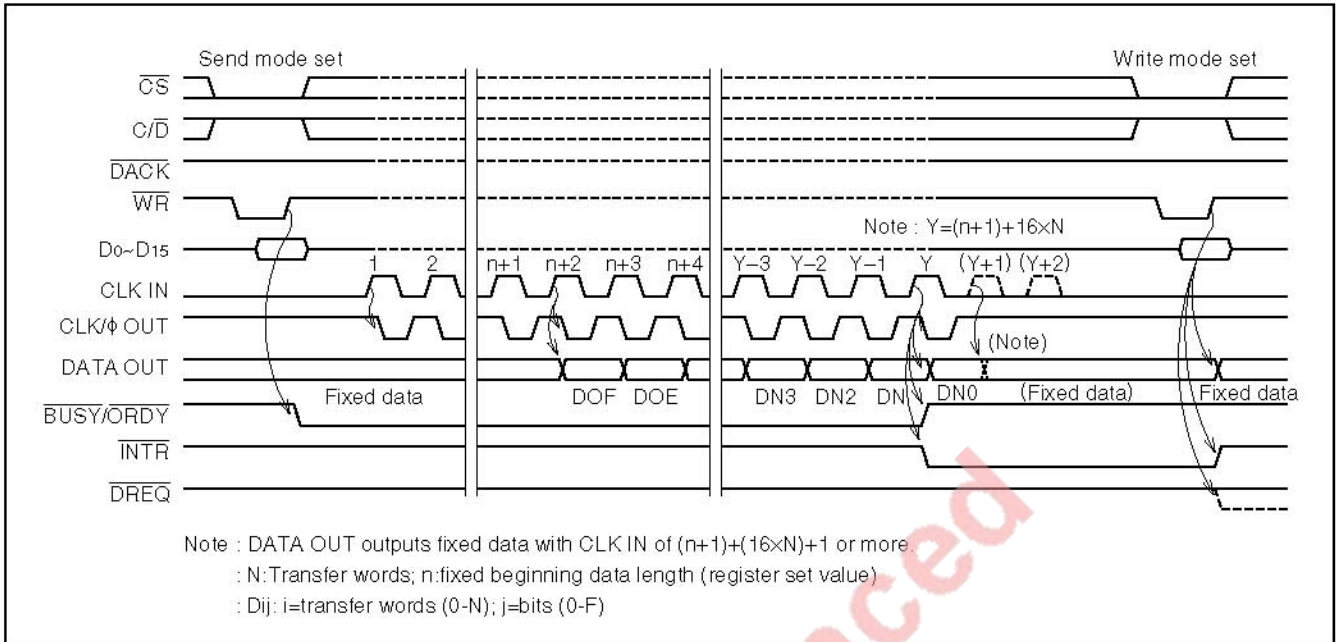 Send mode set Write mode set
CS
C/D
DACK
WR
Note : Y=(n+1)+16×N
D0~D15
1 2 n+1 n+2 n+3 n+4 Y−3 Y−2 Y−1 Y (Y+1) (Y+2)
CLK IN
CLK/ϕ OUT
(Note)
DATA OUT
Fixed data DOF DOE DN3 DN2 DN DN0 (Fixed data) Fixed data
BUSY/ORDY
INTR
DREQ
Note : DATA OUT outputs fixed data with CLK IN of (n+1)+(16×N)+1 or more.
: N:Transfer words; n:fixed beginning data length (register set value)
: Dij: i=transfer words (0-N); j=bits (0-F)
nced